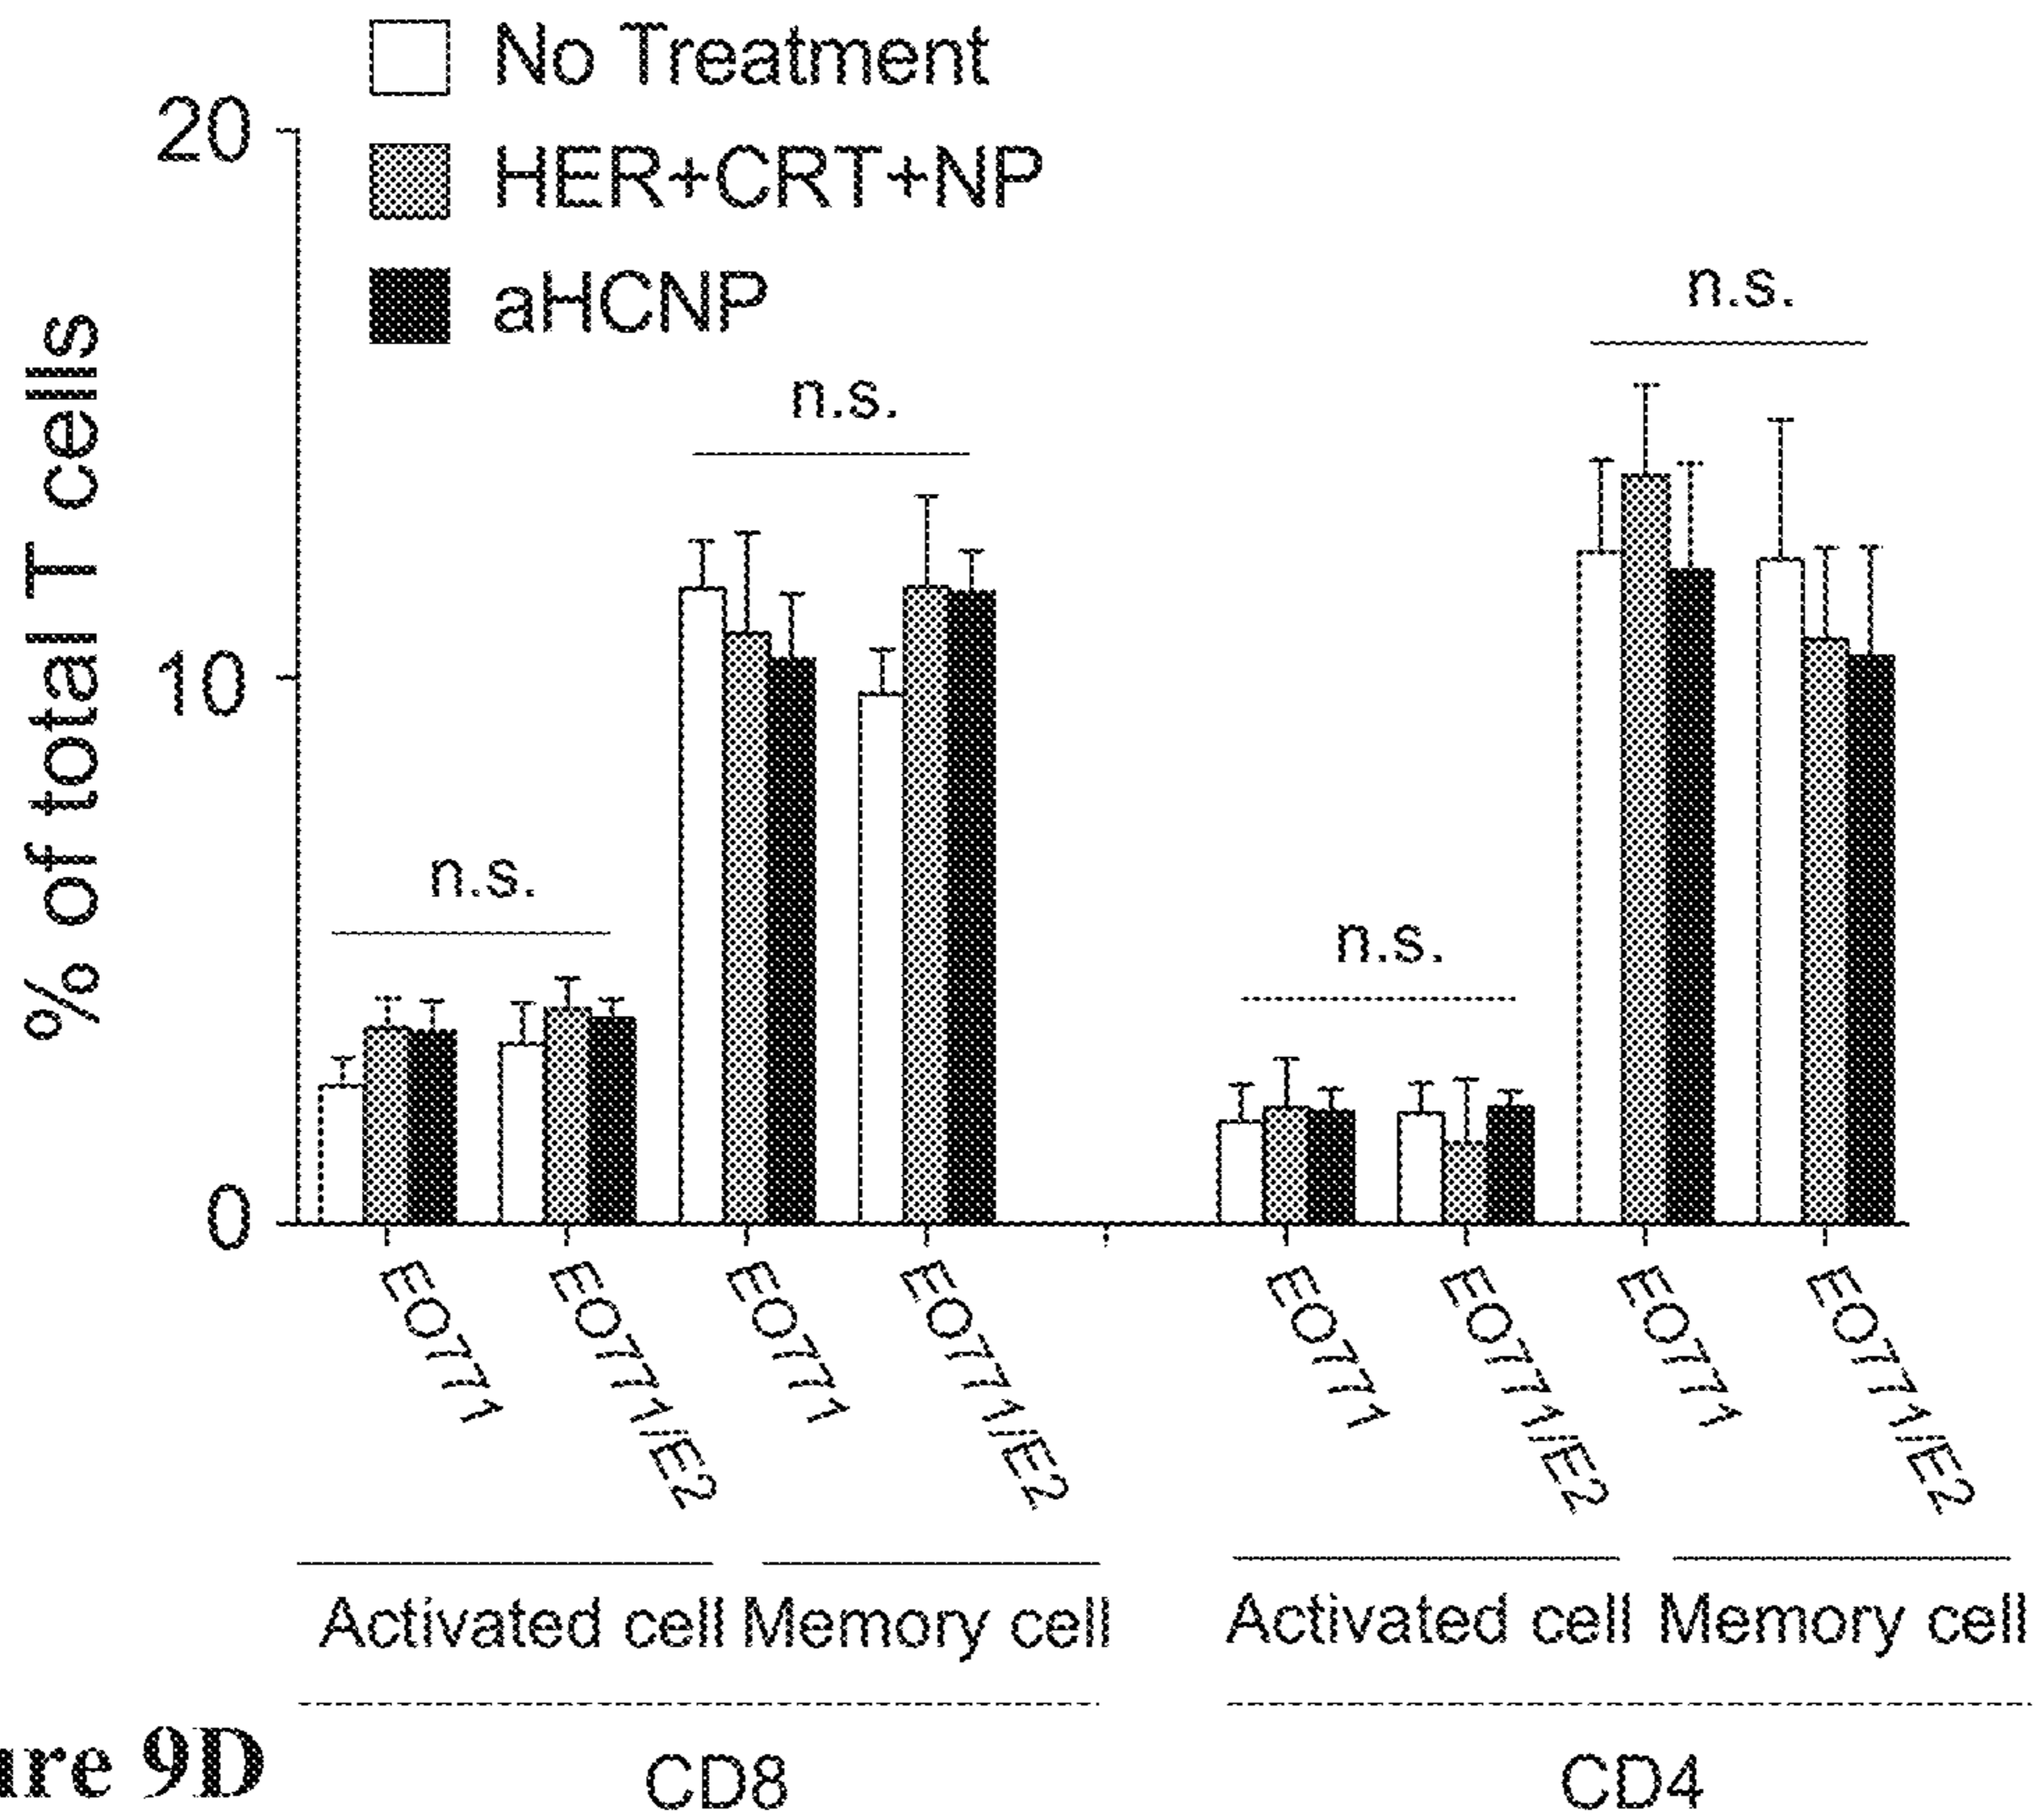 No Treatment
HER+CRT+NP
aHCNP
% of total T cells
20
10
0
n.s.
n.s.
n.s.
n.s.
EO771
EO771/E2
EO771
EO771/E2
EO771
EO771/E2
EO771
EO771/E2
Activated cell Memory cell
Activated cell Memory cell
CD8
CD4
ure 9D